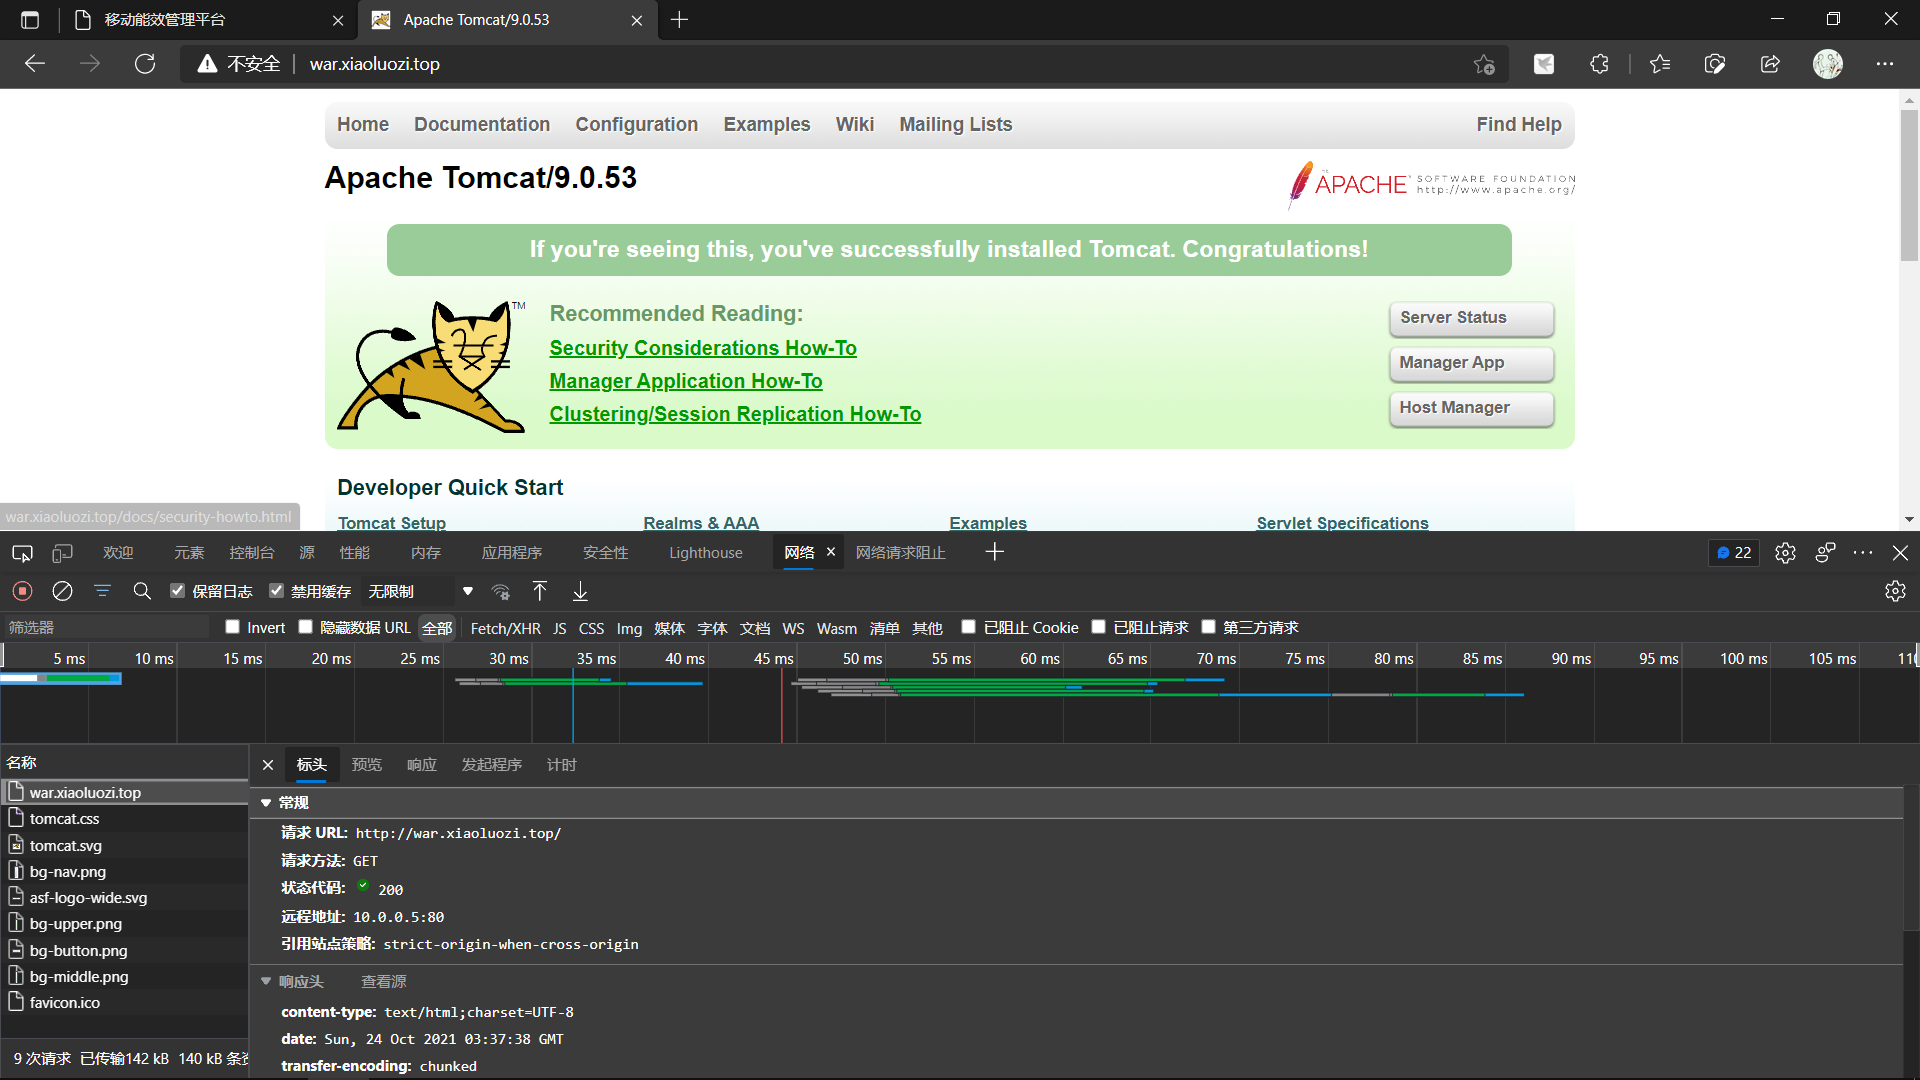 移动能效管理平台
Apache Tomcat/9.0.53
不安全
war.xiaoluozi.top
Home Documentation Configuration Examples Wiki Mailing Lists Find Help
Apache Tomcat/9.0.53
THE APACHE™ SOFTWARE FOUNDATION
http://www.apache.org/
If you're seeing this, you've successfully installed Tomcat. Congratulations!
TM
Recommended Reading:
Security Considerations How-To
Manager Application How-To
Clustering/Session Replication How-To
Server Status
Manager App
Host Manager
Developer Quick Start
Tomcat Setup Realms & AAA Examples Servlet Specifications
war.xiaoluozi.top/docs/security-howto.html
欢迎 元素 控制台 源 性能 内存 应用程序 安全性 Lighthouse 网络 网络请求阻止 22
保留日志 禁用缓存 无限制
筛选器 Invert 隐藏数据 URL 全部 Fetch/XHR JS CSS Img 媒体 字体 文档 WS Wasm 清单 其他 已阻止 Cookie 已阻止请求 第三方请求
5 ms 10 ms 15 ms 20 ms 25 ms 30 ms 35 ms 40 ms 45 ms 50 ms 55 ms 60 ms 65 ms 70 ms 75 ms 80 ms 85 ms 90 ms 95 ms 100 ms 105 ms
名称
war.xiaoluozi.top
tomcat.css
tomcat.svg
bg-nav.png
asf-logo-wide.svg
bg-upper.png
bg-button.png
bg-middle.png
favicon.ico
9 次请求 已传输142 kB 140 kB 条
标头 预览 响应 发起程序 计时
常规
请求 URL: http://war.xiaoluozi.top/
请求方法: GET
状态代码: 200
远程地址: 10.0.0.5:80
引用站点策略: strict-origin-when-cross-origin
响应头 查看源
content-type: text/html;charset=UTF-8
date: Sun, 24 Oct 2021 03:37:38 GMT
transfer-encoding: chunked